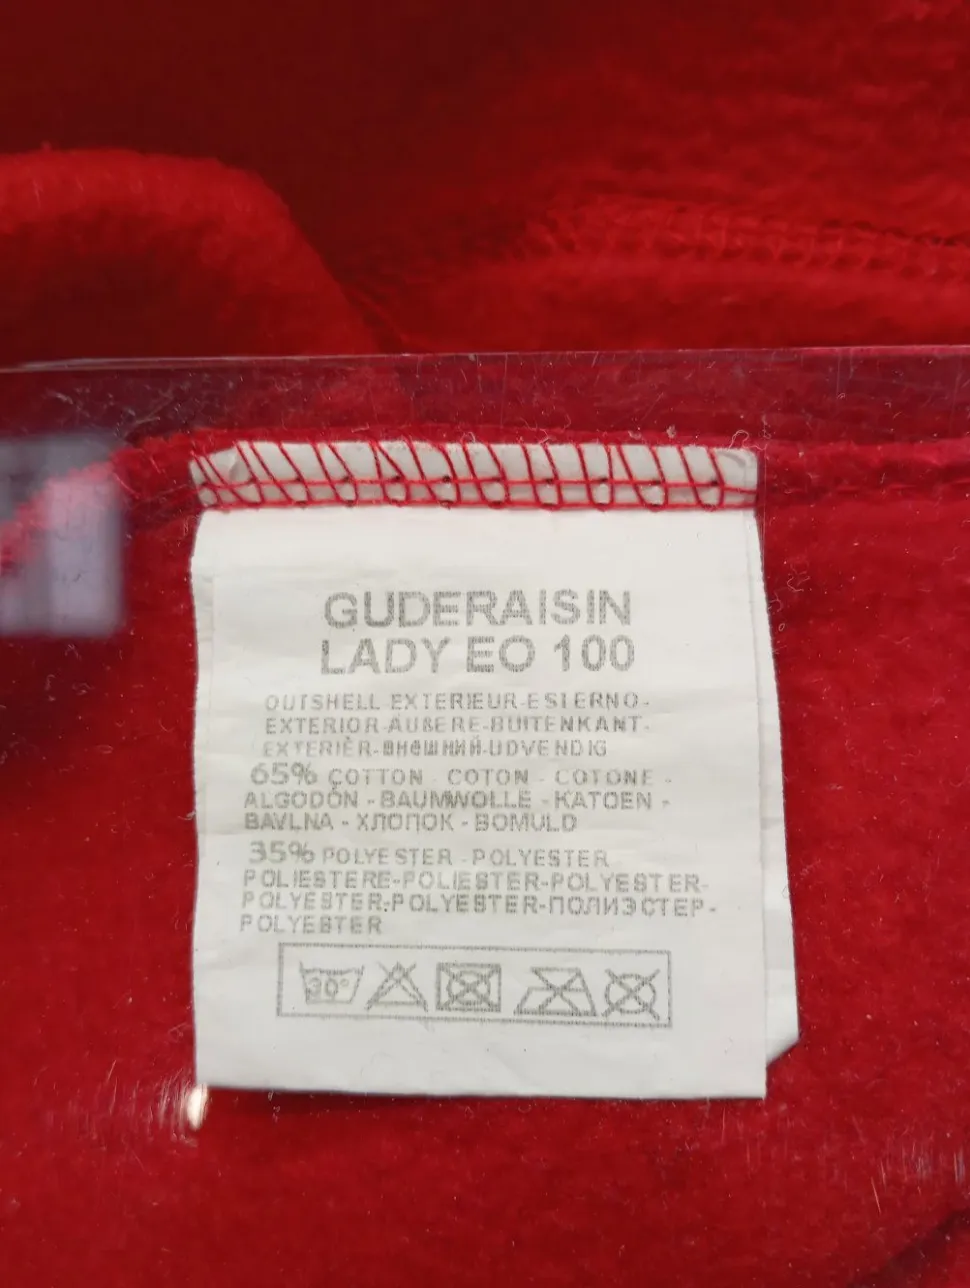 GUDERAISIN
LADY EO 100
OUTSHELL-EXTERIEUR-ESTERNO-
EXTERIOR-AUßERE-BUITENKANT-
EXTERIÈR-ВНЕШНИЙ-UDVENDIG
65% COTTON - COTON - COTONE -
ALGODÓN - BAUMWOLLE - KATOEN -
BAVLNA - ХЛОПОК - BOMULD
35% POLYESTER - POLYESTER
POLIESTERE-POLIESTER-POLYESTER-
POLYESTER-POLYESTER-ПОЛИЭСТЕР-
POLYESTER
30°